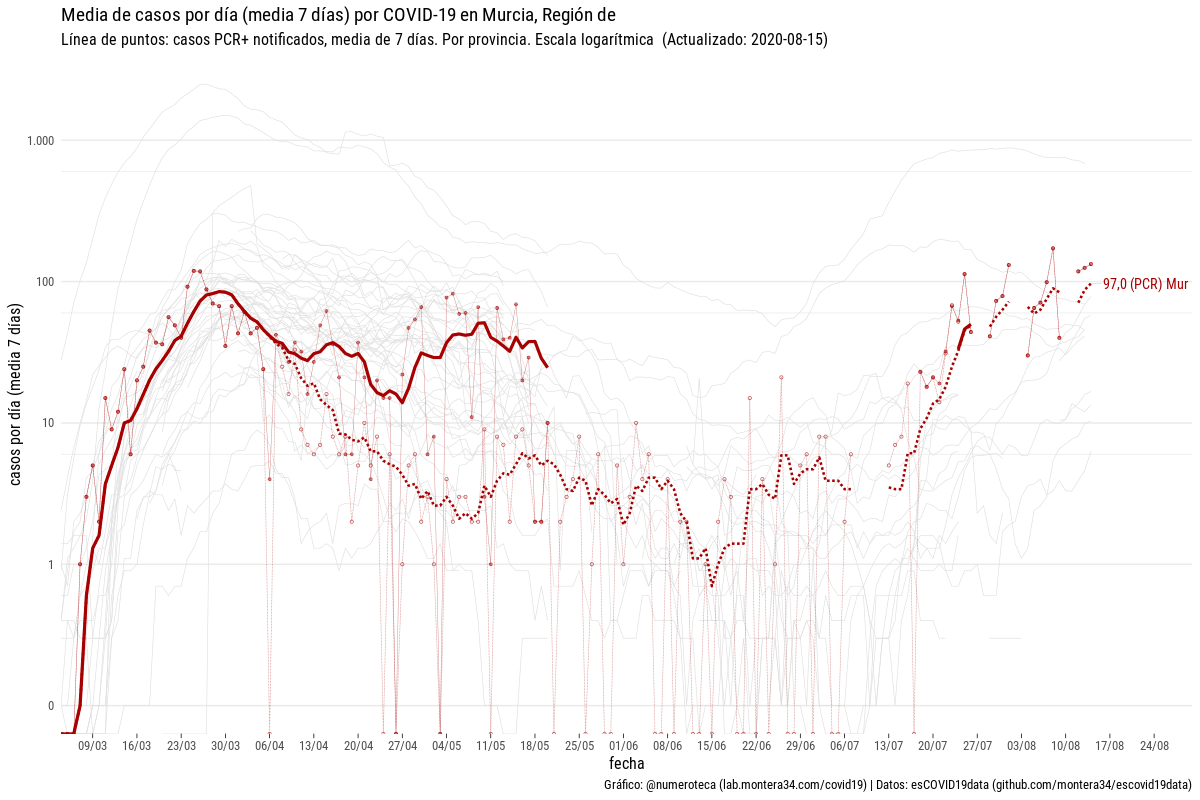 Media de casos por día (media 7 días) por COVID-19 en Murcia, Región de
Línea de puntos: casos PCR+ notificados, media de 7 días. Por provincia. Escala logarítmica  (Actualizado: 2020-08-15)
casos por día (media 7 días)
1.000
100
10
1
0
97,0 (PCR) Mur
09/03 16/03 23/03 30/03 06/04 13/04 20/04 27/04 04/05 11/05 18/05 25/05 01/06 08/06 15/06 22/06 29/06 06/07 13/07 20/07 27/07 03/08 10/08 17/08 24/08
fecha
Gráfico: @numeroteca (lab.montera34.com/covid19) | Datos: esCOVID19data (github.com/montera34/escovid19data)